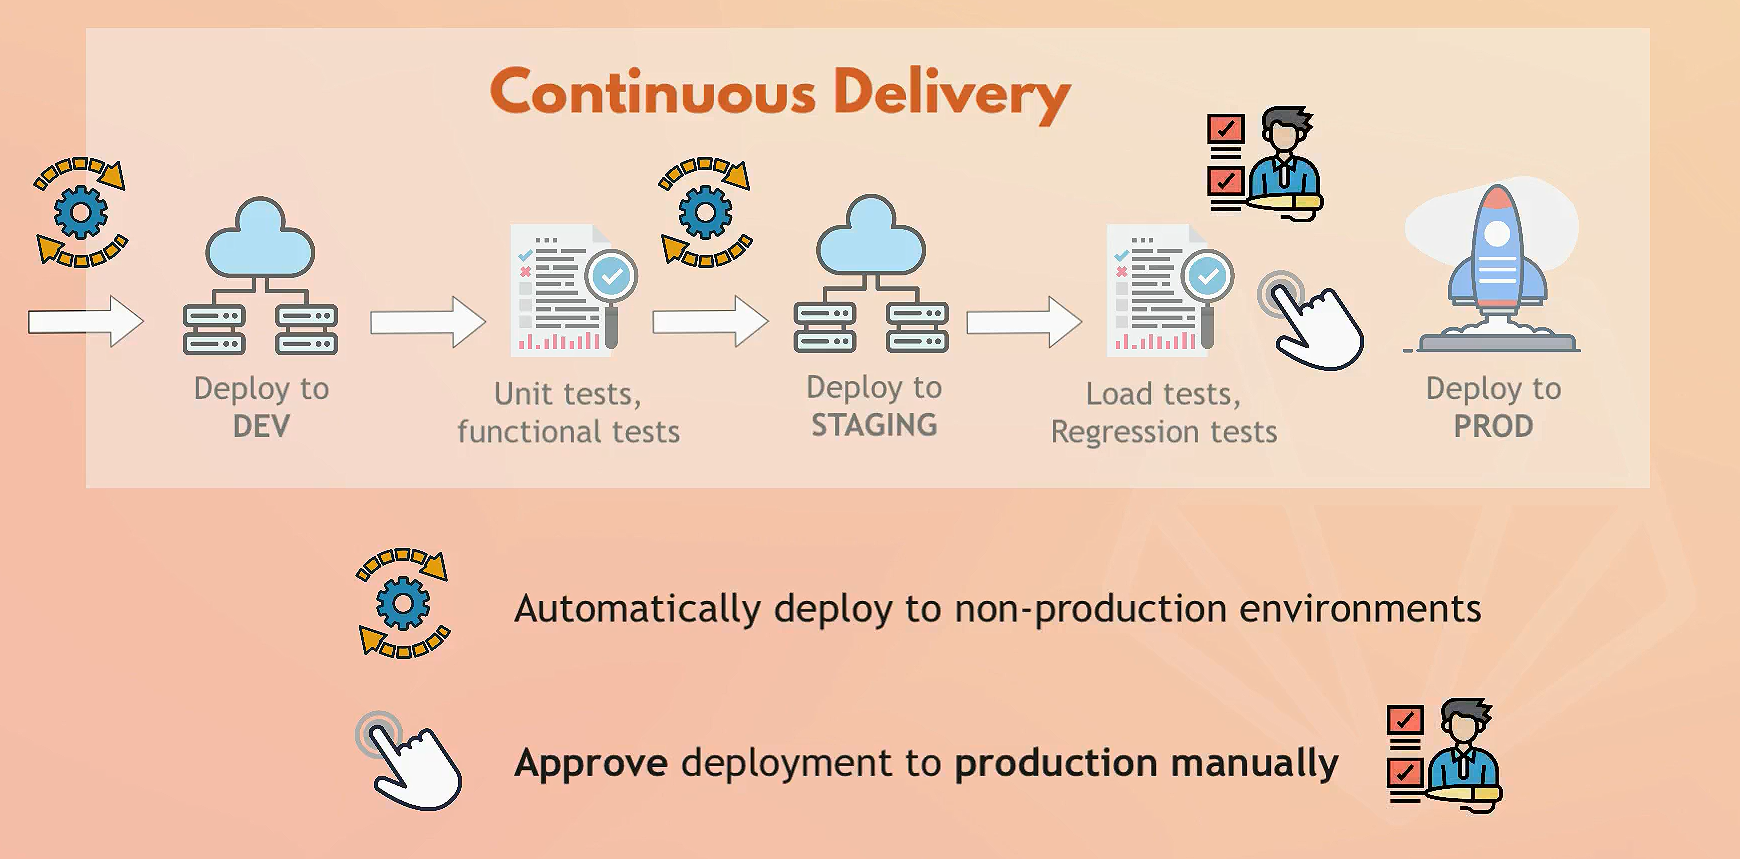 Continuous Delivery
Deploy to
DEV
Unit tests,
functional tests
Deploy to
STAGING
Load tests,
Regression tests
Deploy to
PROD
Automatically deploy to non-production environments
Approve deployment to production manually